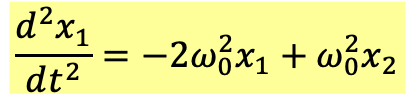 d²x₁/dt² = −2ω₀²x₁ + ω₀²x₂